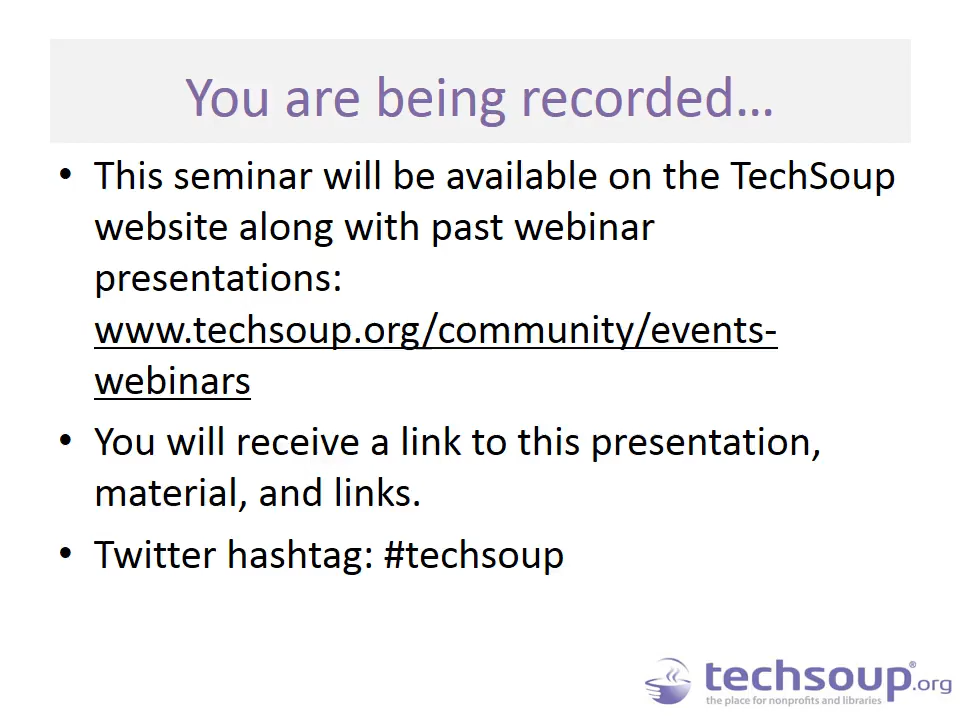 You are being recorded...
• This seminar will be available on the TechSoup
website along with past webinar
presentations:
www.techsoup.org/community/events-
webinars
• You will receive a link to this presentation,
material, and links.
• Twitter hashtag: #techsoup
techsoup®.org
the place for nonprofits and libraries